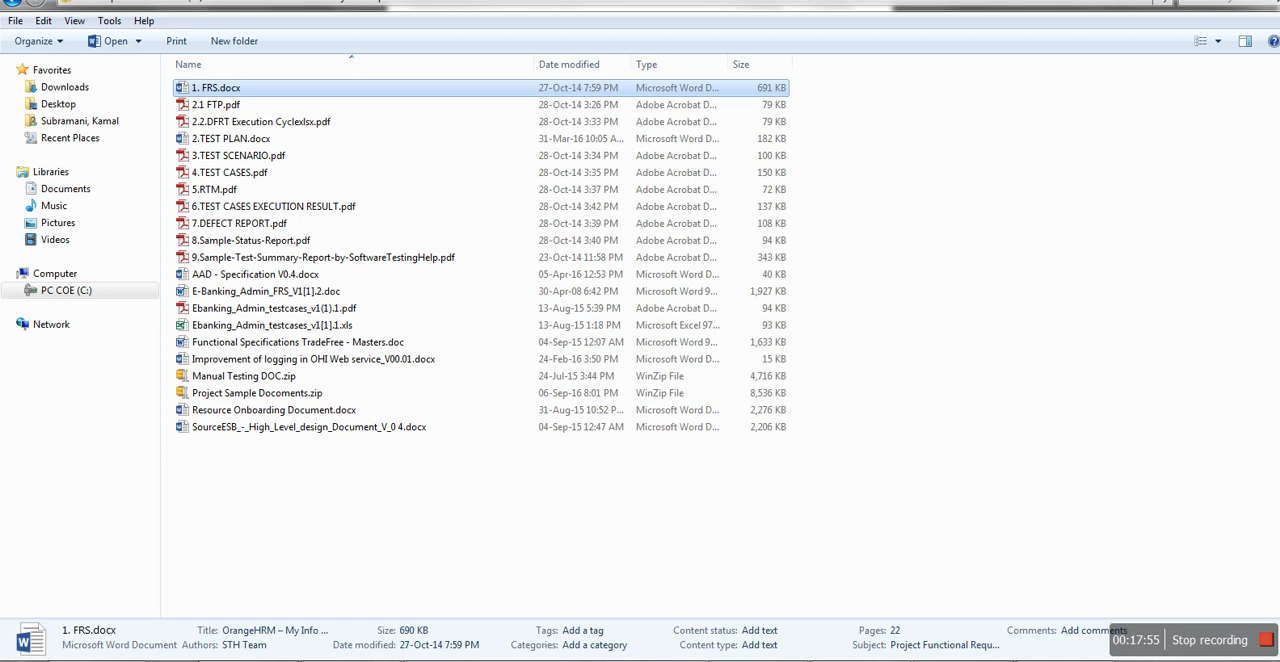 File Edit View Tools Help
Organize Open Print New folder
Name Date modified Type Size
Favorites
Downloads
Desktop
Subramani, Kamal
Recent Places
Libraries
Documents
Music
Pictures
Videos
Computer
PC COE (C:)
Network
1. FRS.docx 27-Oct-14 7:59 PM Microsoft Word D... 691 KB
2.1 FTP.pdf 28-Oct-14 3:26 PM Adobe Acrobat D... 79 KB
2.2.DFRT Execution Cyclexlsx.pdf 28-Oct-14 3:33 PM Adobe Acrobat D... 79 KB
2.TEST PLAN.docx 31-Mar-16 10:05 A... Microsoft Word D... 182 KB
3.TEST SCENARIO.pdf 28-Oct-14 3:34 PM Adobe Acrobat D... 100 KB
4.TEST CASES.pdf 28-Oct-14 3:35 PM Adobe Acrobat D... 150 KB
5.RTM.pdf 28-Oct-14 3:37 PM Adobe Acrobat D... 72 KB
6.TEST CASES EXECUTION RESULT.pdf 28-Oct-14 3:42 PM Adobe Acrobat D... 137 KB
7.DEFECT REPORT.pdf 28-Oct-14 3:39 PM Adobe Acrobat D... 108 KB
8.Sample-Status-Report.pdf 28-Oct-14 3:40 PM Adobe Acrobat D... 94 KB
9.Sample-Test-Summary-Report-by-SoftwareTestingHelp.pdf 23-Oct-14 11:58 PM Adobe Acrobat D... 343 KB
AAD - Specification V0.4.docx 05-Apr-16 12:53 PM Microsoft Word D... 40 KB
E-Banking_Admin_FRS_V1[1].2.doc 30-Apr-08 6:42 PM Microsoft Word 9... 1,927 KB
Ebanking_Admin_testcases_v1(1).1.pdf 13-Aug-15 5:39 PM Adobe Acrobat D... 94 KB
Ebanking_Admin_testcases_v1[1].1.xls 13-Aug-15 1:18 PM Microsoft Excel 97... 93 KB
Functional Specifications TradeFree - Masters.doc 04-Sep-15 12:07 AM Microsoft Word 9... 1,633 KB
Improvement of logging in OHI Web service_V00.01.docx 24-Feb-16 3:50 PM Microsoft Word D... 15 KB
Manual Testing DOC.zip 24-Jul-15 3:44 PM WinZip File 4,716 KB
Project Sample Docoments.zip 06-Sep-16 8:01 PM WinZip File 8,536 KB
Resource Onboarding Document.docx 31-Aug-15 10:52 P... Microsoft Word D... 2,276 KB
SourceESB_-_High_Level_design_Document_V_0 4.docx 04-Sep-15 12:47 AM Microsoft Word D... 2,206 KB
1. FRS.docx Title: OrangeHRM – My Info ... Size: 690 KB Tags: Add a tag Content status: Add text Pages: 22 Comments: Add comments
Microsoft Word Document Authors: STH Team Date modified: 27-Oct-14 7:59 PM Categories: Add a category Content type: Add text Subject: Project Functional Requ...
00:17:55 Stop recording